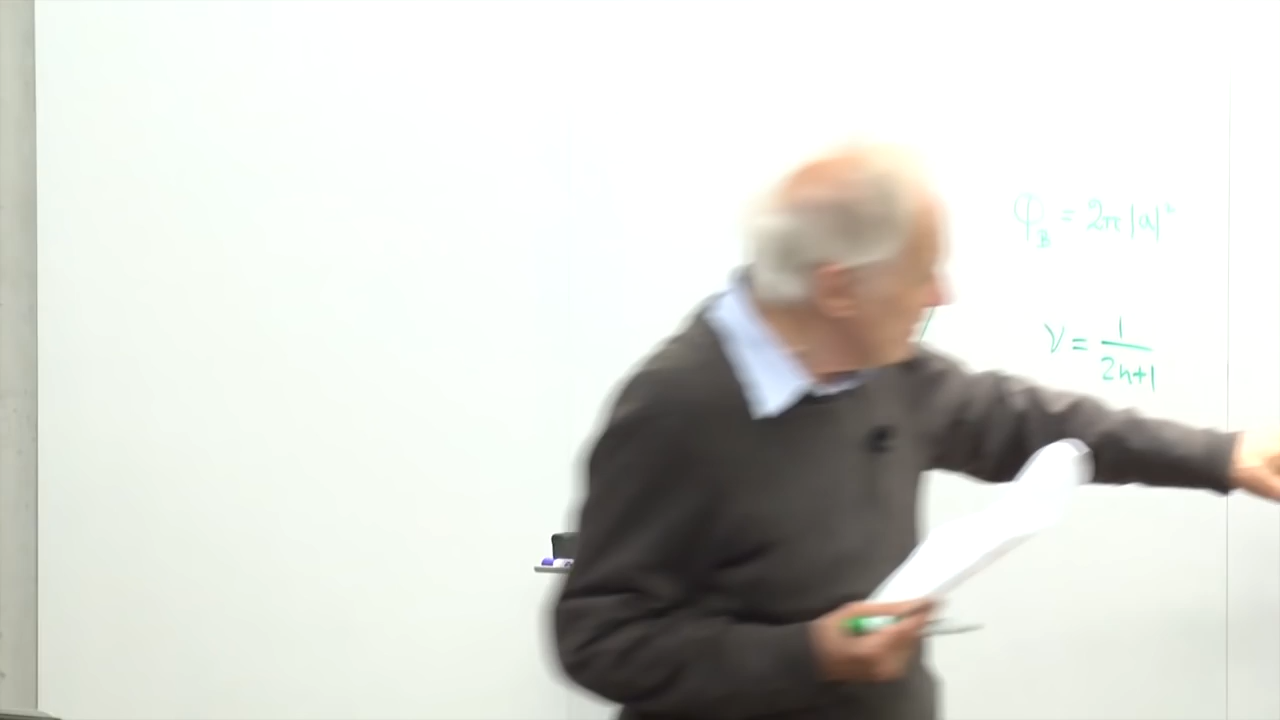 φ_B = 2π|α|²
ν = 1/(2n+1)